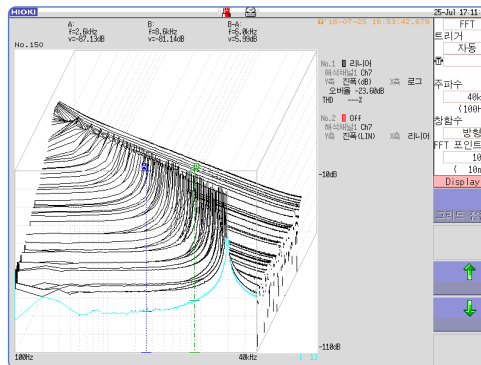 HIOKI
'16-07-25 16:53:42.679
25-Jul 17:11:
A:
f=2.6kHz
v=-87.13dB
B:
f=8.6kHz
v=-81.14dB
B-A:
f=6.0kHz
v=5.99dB
No.150
No.1 리니어
해석채널1 Ch7
Y축 진폭(dB) X축 로그
오버올 -23.60dB
THD ---%
No.2 Off
해석채널1 Ch7
Y축 진폭(LIN) X축 리니어
-10dB
-110dB
100Hz
40kHz
[ 1]
FFT
트리거
자동
주파수
40k
(100H
창함수
방형
FFT 포인트
10
( 10m
Display